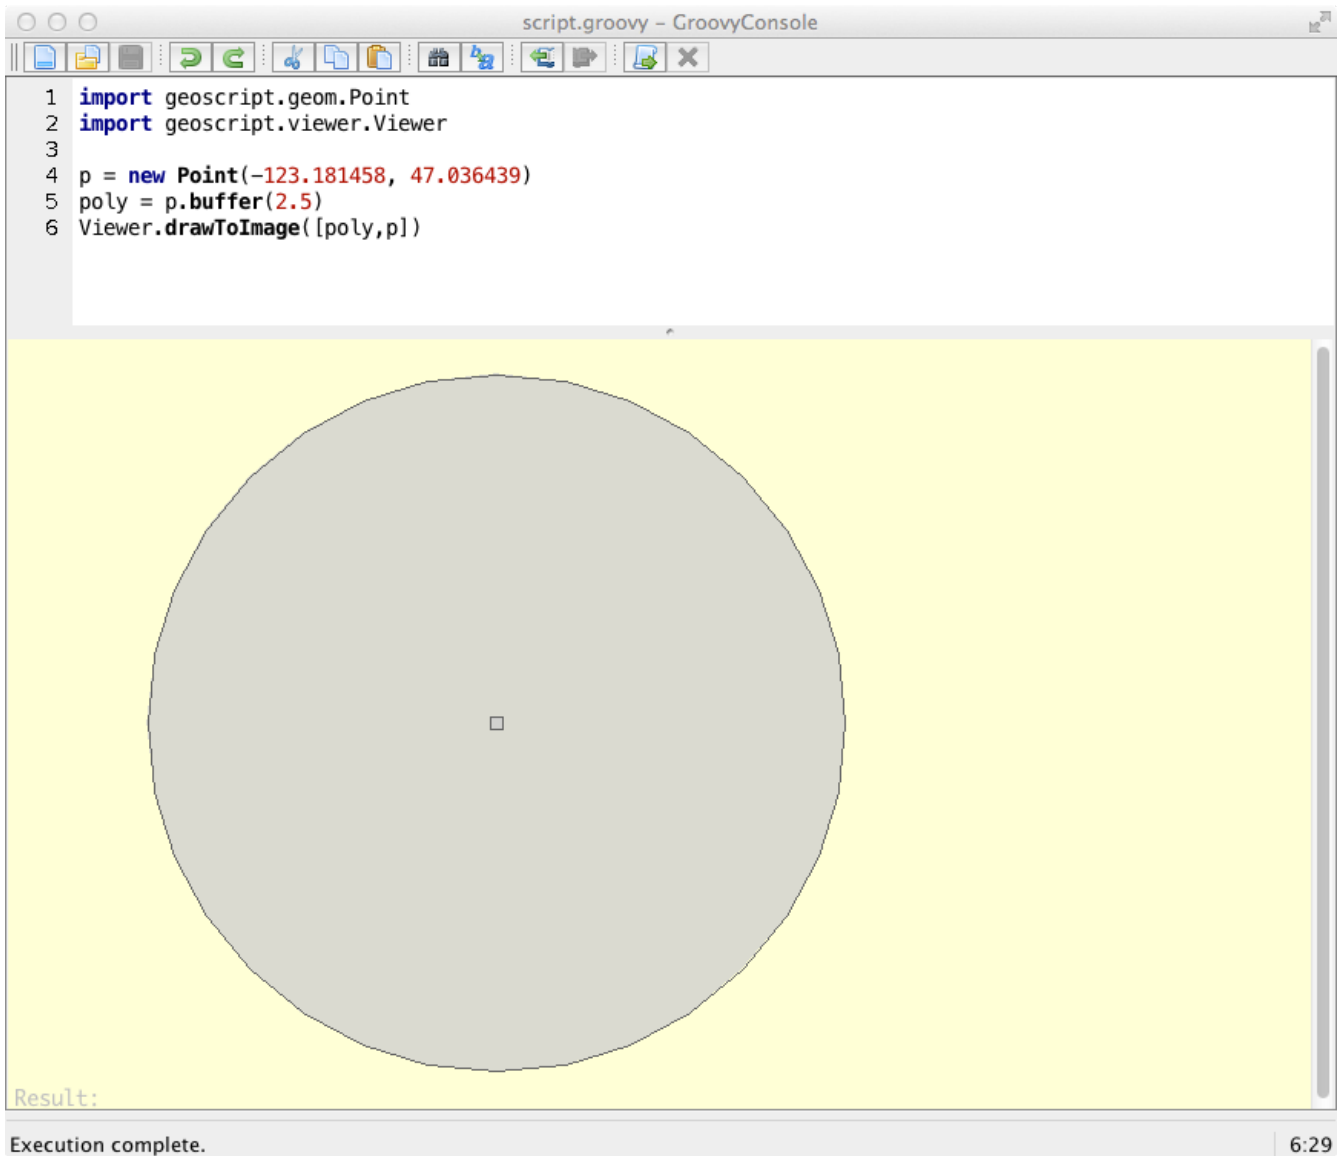 script.groovy – GroovyConsole
1 import geoscript.geom.Point
2 import geoscript.viewer.Viewer
3
4 p = new Point(-123.181458, 47.036439)
5 poly = p.buffer(2.5)
6 Viewer.drawToImage([poly,p])
Result:
Execution complete. 6:29